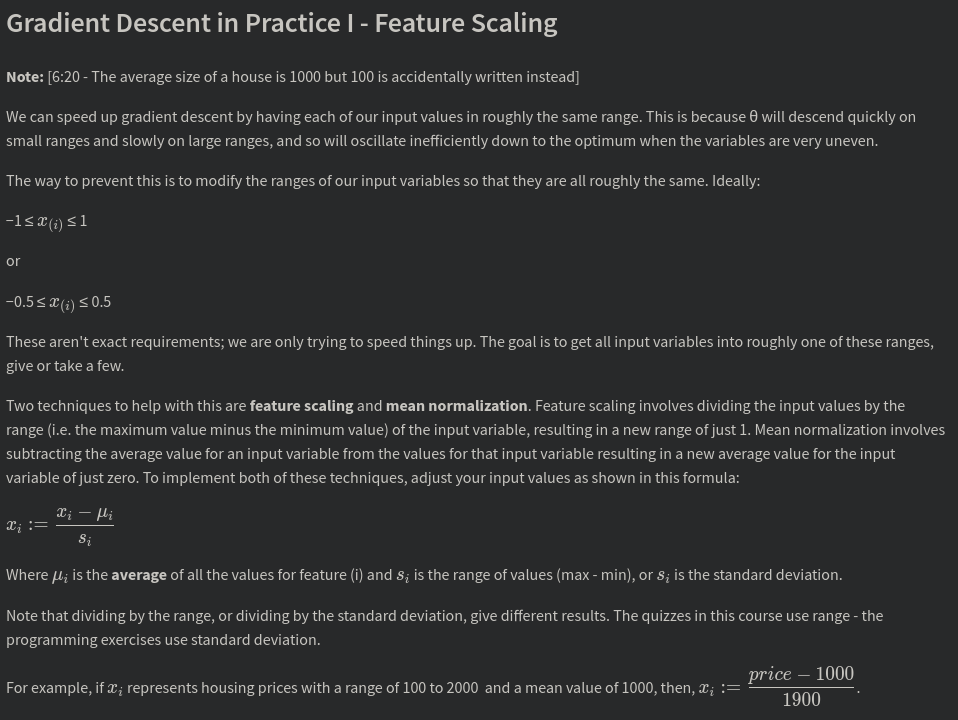 Gradient Descent in Practice I - Feature Scaling
Note: [6:20 - The average size of a house is 1000 but 100 is accidentally written instead]
We can speed up gradient descent by having each of our input values in roughly the same range. This is because θ will descend quickly on
small ranges and slowly on large ranges, and so will oscillate inefficiently down to the optimum when the variables are very uneven.
The way to prevent this is to modify the ranges of our input variables so that they are all roughly the same. Ideally:
−1 ≤ x_{(i)} ≤ 1
or
−0.5 ≤ x_{(i)} ≤ 0.5
These aren't exact requirements; we are only trying to speed things up. The goal is to get all input variables into roughly one of these ranges,
give or take a few.
Two techniques to help with this are feature scaling and mean normalization. Feature scaling involves dividing the input values by the
range (i.e. the maximum value minus the minimum value) of the input variable, resulting in a new range of just 1. Mean normalization involves
subtracting the average value for an input variable from the values for that input variable resulting in a new average value for the input
variable of just zero. To implement both of these techniques, adjust your input values as shown in this formula:
x_i := \frac{x_i − μ_i}{s_i}
Where μ_i is the average of all the values for feature (i) and s_i is the range of values (max - min), or s_i is the standard deviation.
Note that dividing by the range, or dividing by the standard deviation, give different results. The quizzes in this course use range - the
programming exercises use standard deviation.
For example, if x_i represents housing prices with a range of 100 to 2000 and a mean value of 1000, then, x_i := \frac{price − 1000}{1900}.